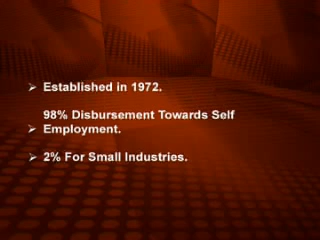 ➢ Established in 1972.
98% Disbursement Towards Self
➢ Employment.
➢ 2% For Small Industries.